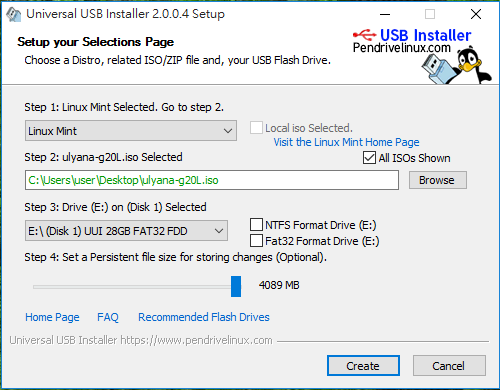 Universal USB Installer 2.0.0.4 Setup
Setup your Selections Page
Choose a Distro, related ISO/ZIP file and, your USB Flash Drive.
USB Installer
Pendrivelinux.com
Step 1: Linux Mint Selected. Go to step 2.
Linux Mint
Local iso Selected.
Visit the Linux Mint Home Page
Step 2: ulyana-g20L.iso Selected
All ISOs Shown
C:\Users\user\Desktop\ulyana-g20L.iso
Browse
Step 3: Drive (E:) on (Disk 1) Selected
E:\ (Disk 1) UUI 28GB FAT32 FDD
NTFS Format Drive (E:)
Fat32 Format Drive (E:)
Step 4: Set a Persistent file size for storing changes (Optional).
4089 MB
Home Page FAQ Recommended Flash Drives
Universal USB Installer https://www.pendrivelinux.com
Create Cancel